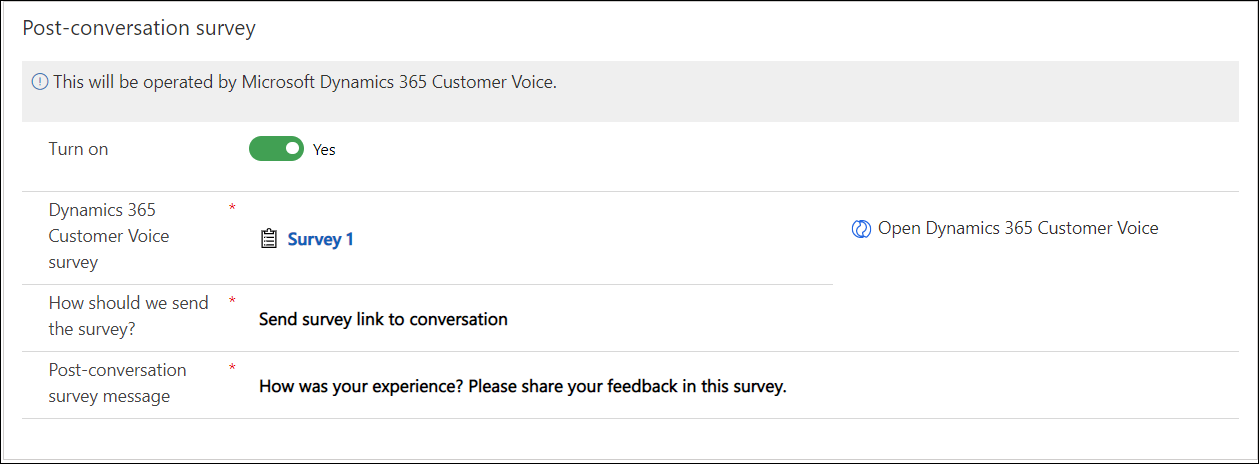 Post-conversation survey
This will be operated by Microsoft Dynamics 365 Customer Voice.
Turn on
Yes
Dynamics 365
Customer Voice
survey
*
Survey 1
Open Dynamics 365 Customer Voice
How should we send
the survey?
*
Send survey link to conversation
Post-conversation
survey message
*
How was your experience? Please share your feedback in this survey.